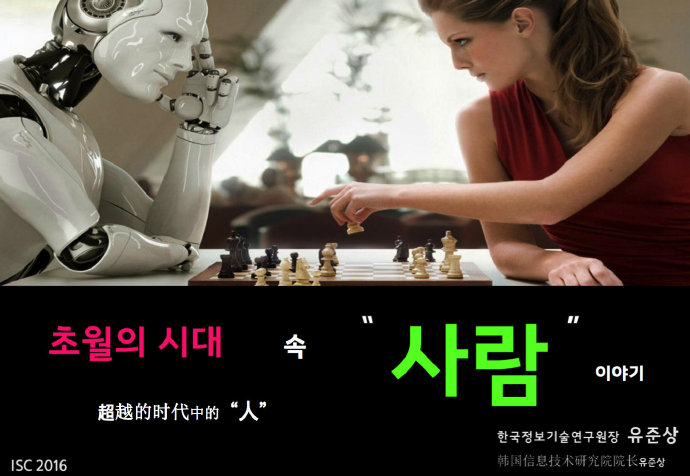 초월의 시대 속 “사람” 이야기
超越的时代中的“人”
한국정보기술연구원장 유준상
韩国信息技术研究院院长유준상
ISC 2016